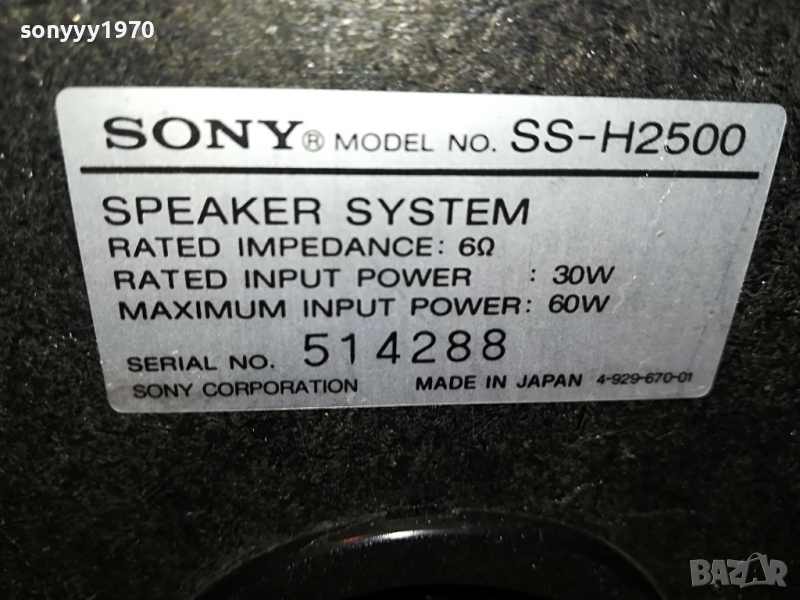 sonyyy1970
SONY® MODEL NO. SS-H2500
SPEAKER SYSTEM
RATED IMPEDANCE: 6Ω
RATED INPUT POWER : 30W
MAXIMUM INPUT POWER: 60W
SERIAL NO. 514288
SONY CORPORATION MADE IN JAPAN 4-929-670-01
BAZAR